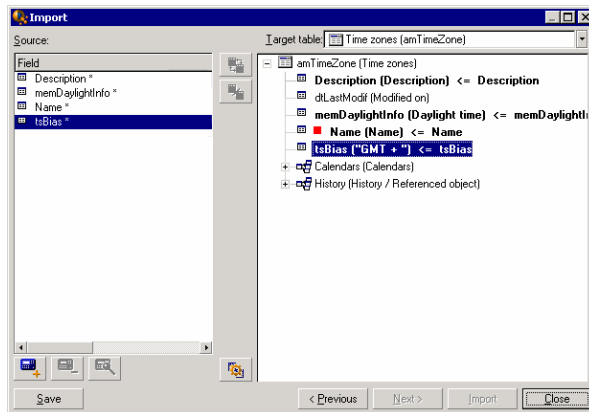 Import
Source:
Target table: Time zones (amTimeZone)
Field
Description *
memDaylightInfo *
Name *
tsBias *
amTimeZone (Time zones)
Description (Description) <= Description
dtLastModif (Modified on)
memDaylightInfo (Daylight time) <= memDaylightI
Name (Name) <= Name
tsBias ("GMT + ") <= tsBias
Calendars (Calendars)
History (History / Referenced object)
Save
< Previous
Next >
Import
Close